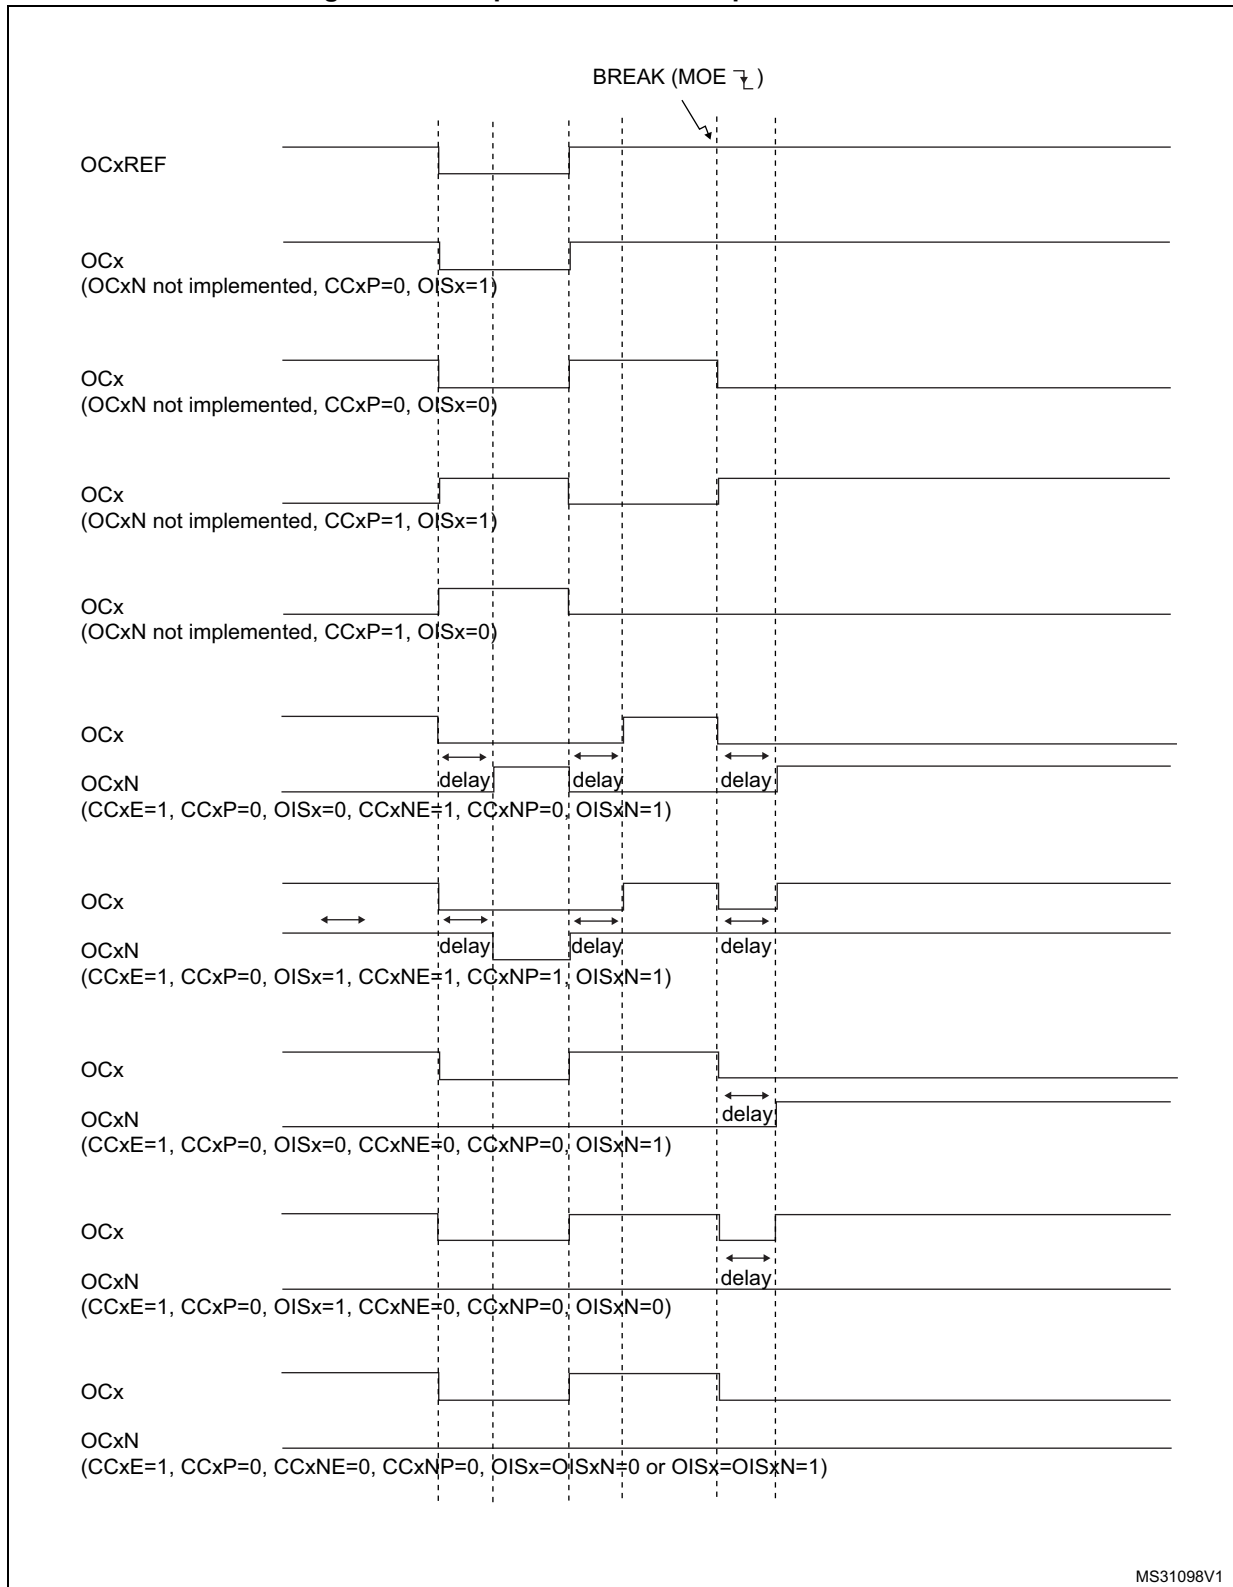 BREAK (MOE )
OCxREF
OCx
(OCxN not implemented, CCxP=0, OISx=1)
OCx
(OCxN not implemented, CCxP=0, OISx=0)
OCx
(OCxN not implemented, CCxP=1, OISx=1)
OCx
(OCxN not implemented, CCxP=1, OISx=0)
OCx
delay delay delay
OCxN
(CCxE=1, CCxP=0, OISx=0, CCxNE=1, CCxNP=0, OISxN=1)
OCx
delay delay delay
OCxN
(CCxE=1, CCxP=0, OISx=1, CCxNE=1, CCxNP=1, OISxN=1)
OCx
delay
OCxN
(CCxE=1, CCxP=0, OISx=0, CCxNE=0, CCxNP=0, OISxN=1)
OCx
delay
OCxN
(CCxE=1, CCxP=0, OISx=1, CCxNE=0, CCxNP=0, OISxN=0)
OCx
OCxN
(CCxE=1, CCxP=0, CCxNE=0, CCxNP=0, OISx=OISxN=0 or OISx=OISxN=1)
MS31098V1